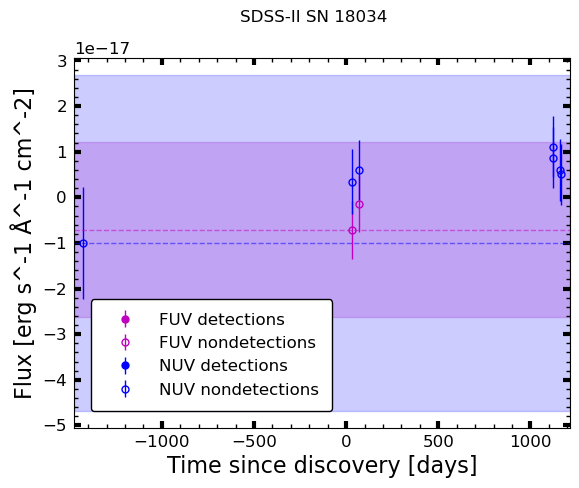 SDSS-II SN 18034
1e−17
3
2
1
0
−1
−2
−3
−4
−5
Flux [erg s^-1 Å^-1 cm^-2]
FUV detections
FUV nondetections
NUV detections
NUV nondetections
−1000 −500 0 500 1000
Time since discovery [days]